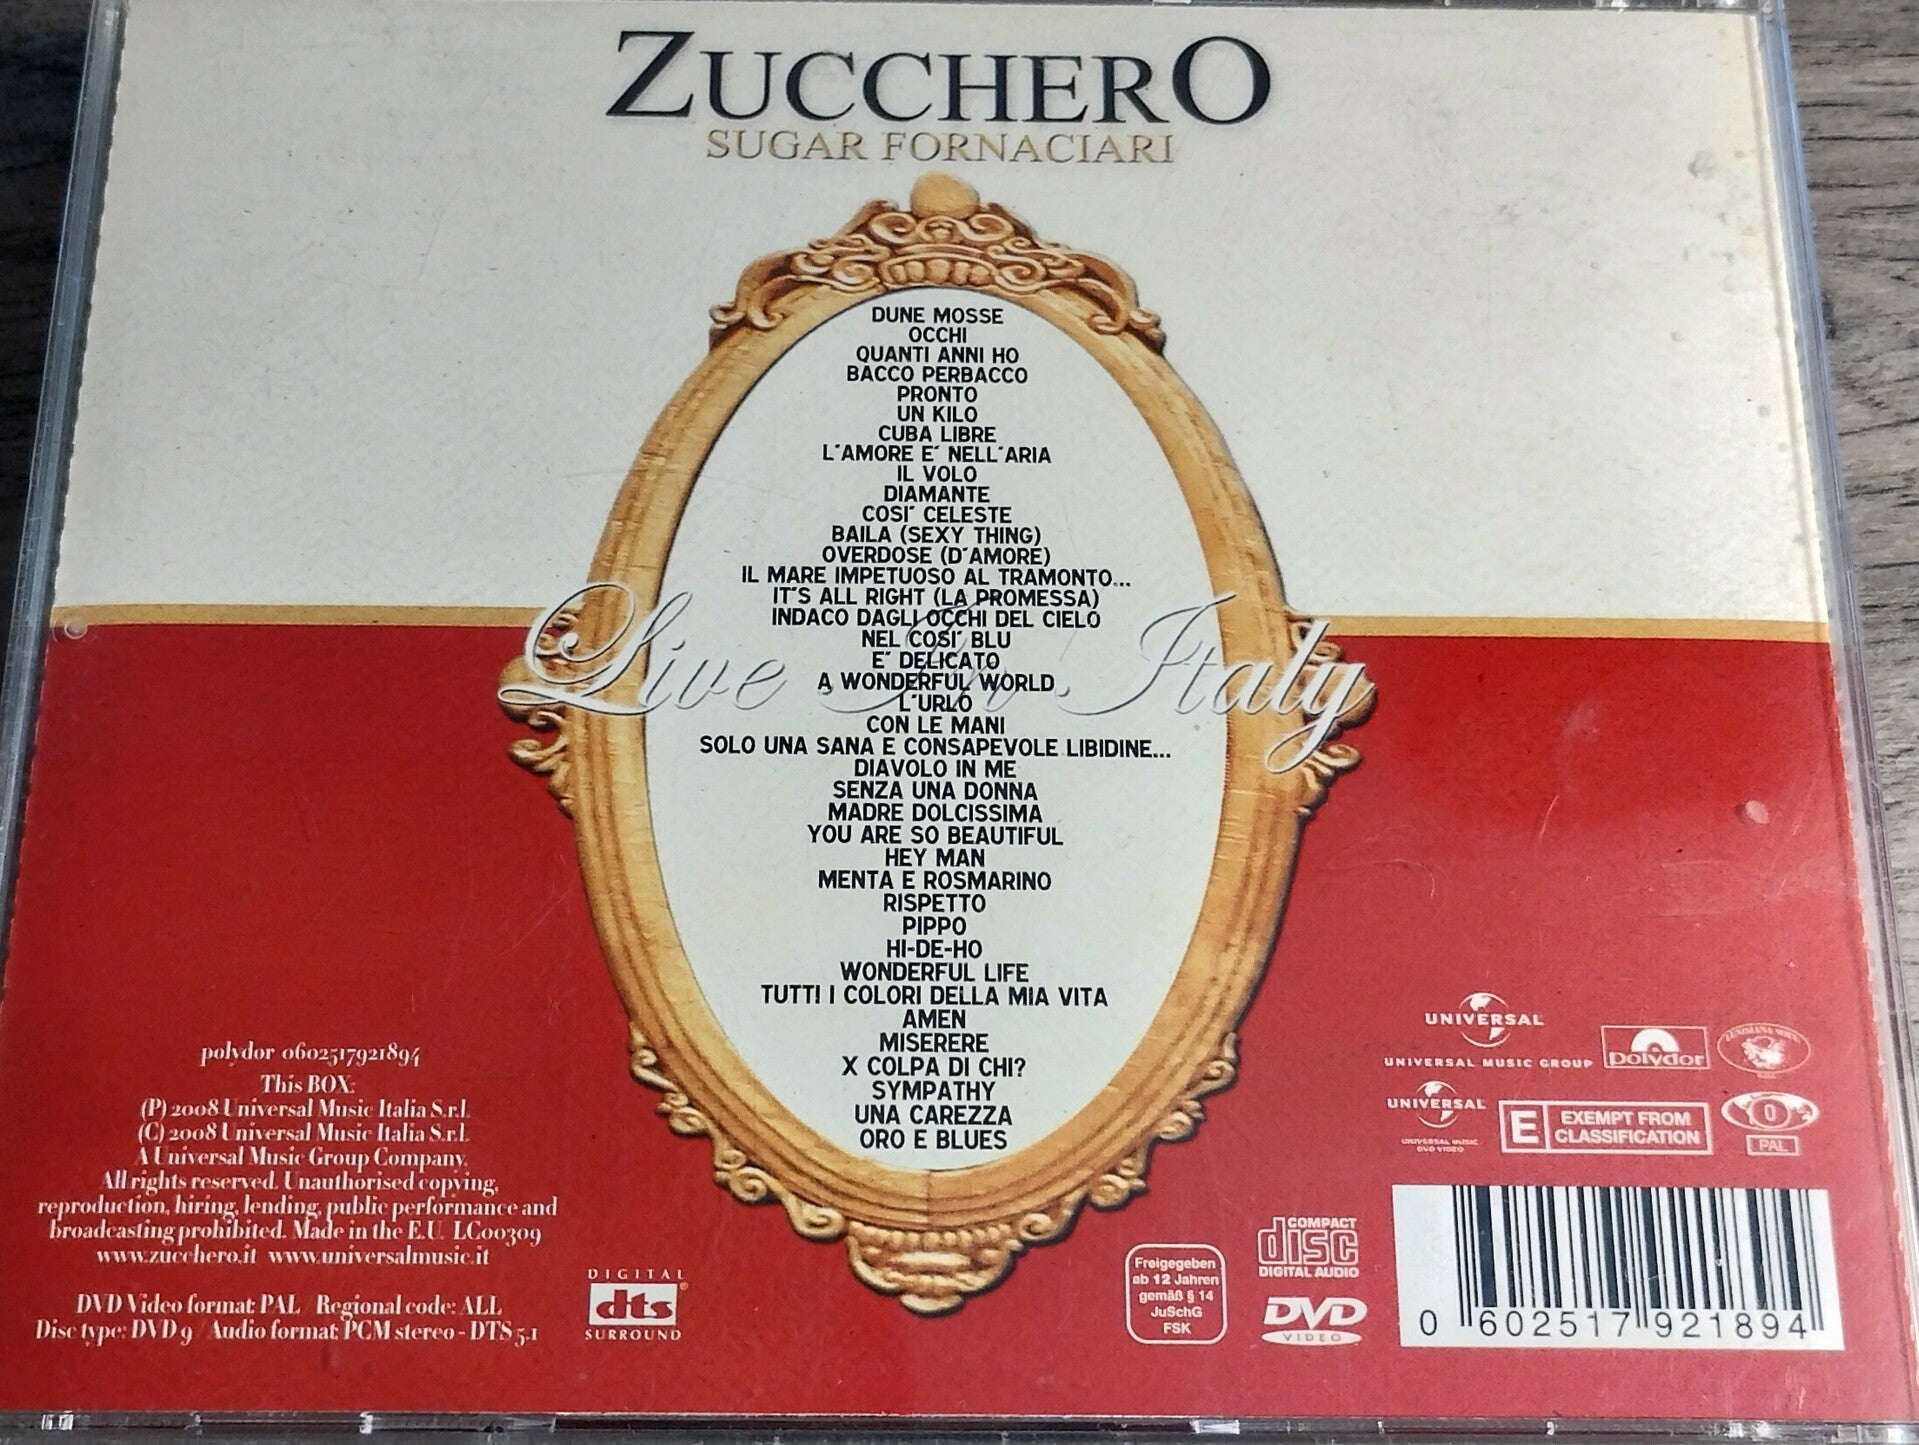 ZUCCHERO
SUGAR FORNACIARI
DUNE MOSSE
OCCHI
QUANTI ANNI HO
BACCO PERBACCO
PRONTO
UN KILO
CUBA LIBRE
L'AMORE E' NELL'ARIA
IL VOLO
DIAMANTE
COSI' CELESTE
BAILA (SEXY THING)
OVERDOSE (D'AMORE)
IL MARE IMPETUOSO AL TRAMONTO...
IT'S ALL RIGHT (LA PROMESSA)
INDACO DAGLI OCCHI DEL CIELO
NEL COSI' BLU
E' DELICATO
A WONDERFUL WORLD
L'URLO
CON LE MANI
SOLO UNA SANA E CONSAPEVOLE LIBIDINE...
DIAVOLO IN ME
SENZA UNA DONNA
MADRE DOLCISSIMA
YOU ARE SO BEAUTIFUL
HEY MAN
MENTA E ROSMARINO
RISPETTO
PIPPO
HI-DE-HO
WONDERFUL LIFE
TUTTI I COLORI DELLA MIA VITA
AMEN
MISERERE
X COLPA DI CHI?
SYMPATHY
UNA CAREZZA
ORO E BLUES
Live In Italy
polydor 0602517921894
This BOX:
(P) 2008 Universal Music Italia S.r.l.
(C) 2008 Universal Music Italia S.r.l.
A Universal Music Group Company.
All rights reserved. Unauthorised copying,
reproduction, hiring, lending, public performance and
broadcasting prohibited. Made in the E.U. LC00309
www.zucchero.it www.universalmusic.it
DVD Video format: PAL Regional code: ALL
Disc type: DVD 9 / Audio format: PCM stereo - DTS 5.1
DIGITAL
dts
SURROUND
UNIVERSAL
UNIVERSAL MUSIC GROUP
polydor
UNIVERSAL
UNIVERSAL MUSIC
DVD VIDEO
E EXEMPT FROM
CLASSIFICATION
0
PAL
Freigegeben
ab 12 Jahren
gemäß § 14
JuSchG
FSK
COMPACT
disc
DIGITAL AUDIO
DVD
VIDEO
0 602517 921894